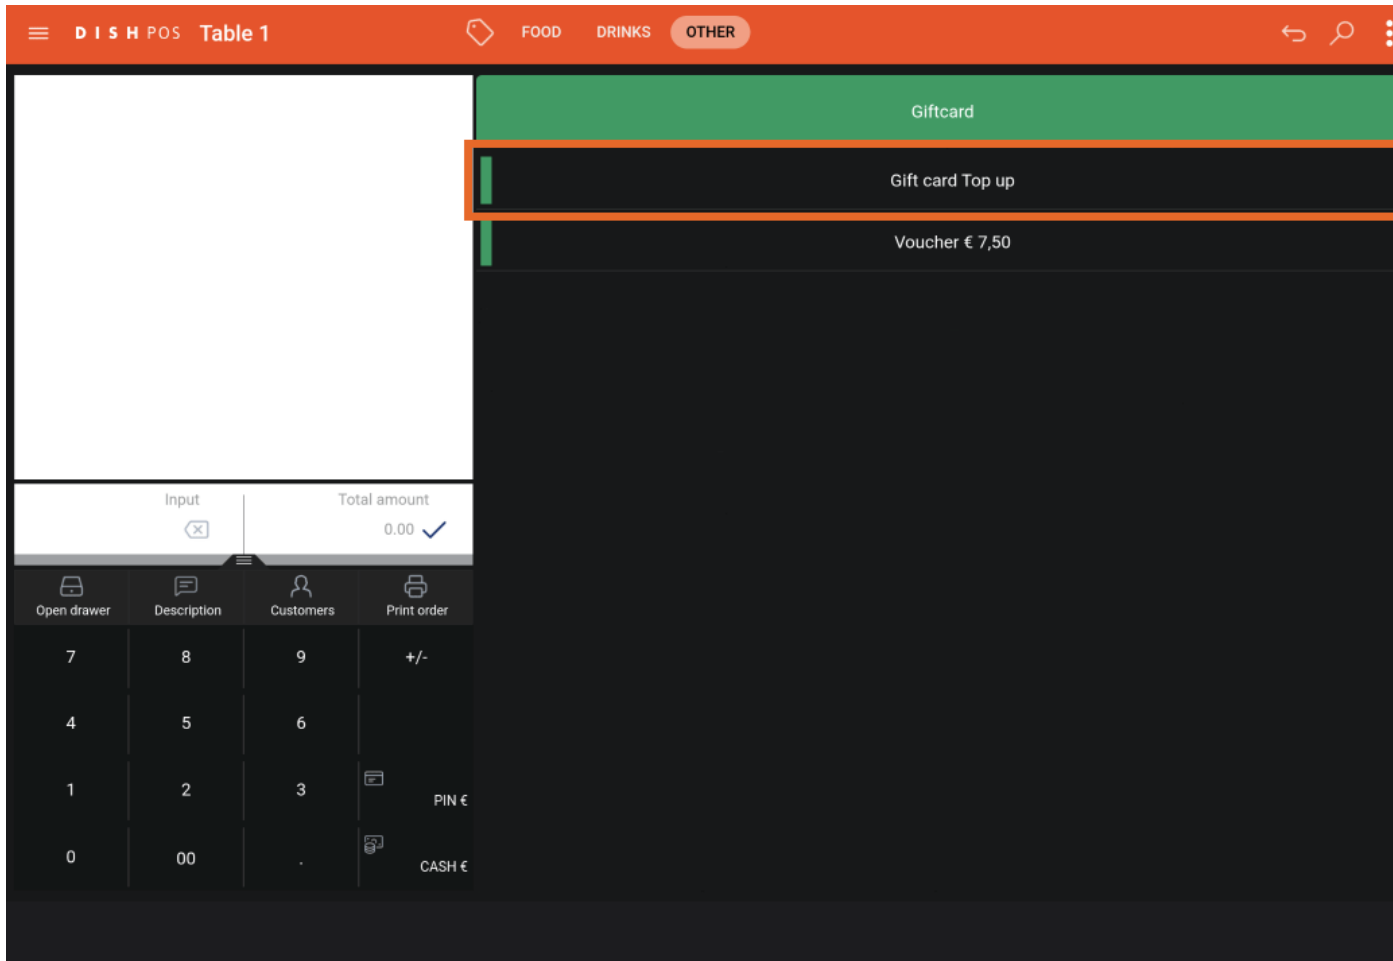 DISH POS Table 1 FOOD DRINKS OTHER
Giftcard
Gift card Top up
Voucher € 7,50
Input Total amount
0.00
Open drawer Description Customers Print order
7 8 9 +/-
4 5 6
1 2 3 PIN €
0 00 . CASH €